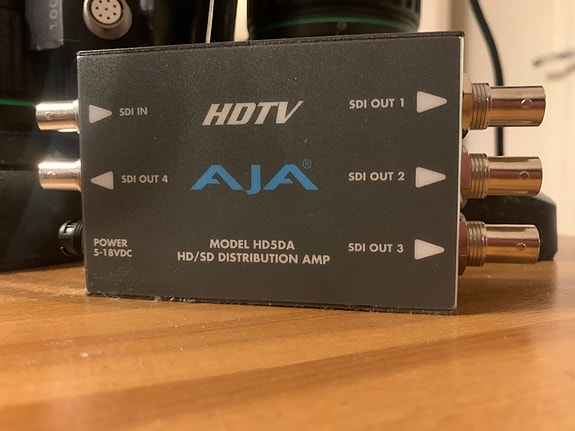 SDI IN
SDI OUT 4
POWER
5-18VDC
HDTV
AJA®
MODEL HD5DA
HD/SD DISTRIBUTION AMP
SDI OUT 1
SDI OUT 2
SDI OUT 3